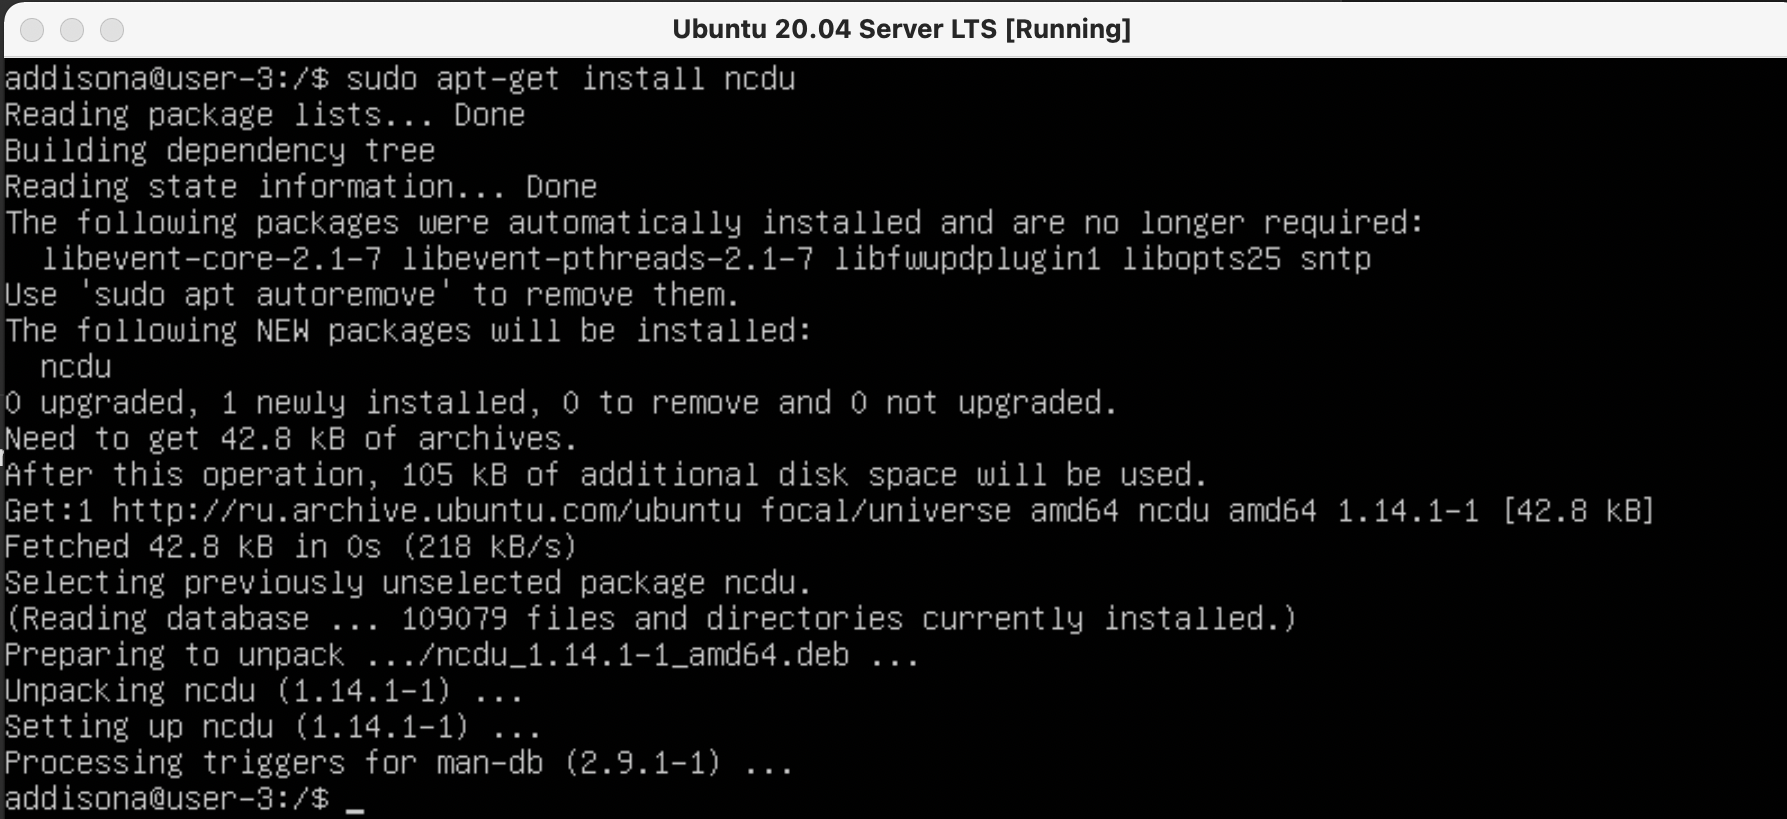 Ubuntu 20.04 Server LTS [Running]
addisona@user-3:/$ sudo apt-get install ncdu
Reading package lists... Done
Building dependency tree
Reading state information... Done
The following packages were automatically installed and are no longer required:
  libevent-core-2.1-7 libevent-pthreads-2.1-7 libfwupdplugin1 libopts25 sntp
Use 'sudo apt autoremove' to remove them.
The following NEW packages will be installed:
  ncdu
0 upgraded, 1 newly installed, 0 to remove and 0 not upgraded.
Need to get 42.8 kB of archives.
After this operation, 105 kB of additional disk space will be used.
Get:1 http://ru.archive.ubuntu.com/ubuntu focal/universe amd64 ncdu amd64 1.14.1-1 [42.8 kB]
Fetched 42.8 kB in 0s (218 kB/s)
Selecting previously unselected package ncdu.
(Reading database ... 109079 files and directories currently installed.)
Preparing to unpack .../ncdu_1.14.1-1_amd64.deb ...
Unpacking ncdu (1.14.1-1) ...
Setting up ncdu (1.14.1-1) ...
Processing triggers for man-db (2.9.1-1) ...
addisona@user-3:/$ _